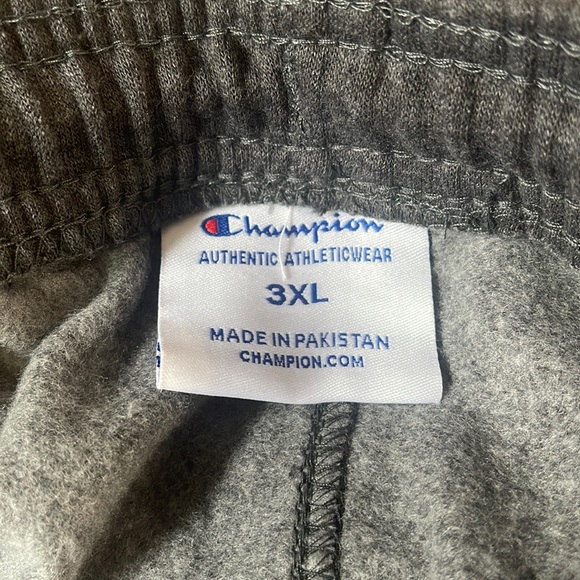 Champion
AUTHENTIC ATHLETICWEAR
3XL
MADE IN PAKISTAN
CHAMPION.COM